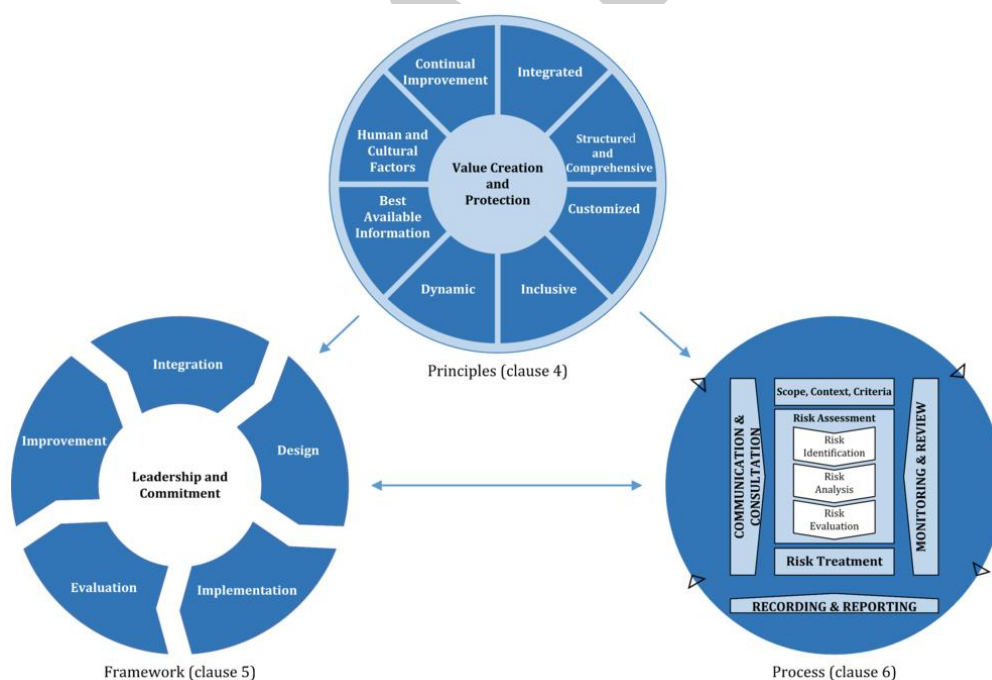 Continual
Improvement
Integrated
Human and
Cultural
Factors
Structured
and
Comprehensive
Value Creation
and
Protection
Best
Available
Information
Customized
Dynamic
Inclusive
Principles (clause 4)
Integration
Improvement
Design
Leadership and
Commitment
Evaluation
Implementation
Framework (clause 5)
Scope, Context, Criteria
Risk Assessment
Risk
Identification
Risk
Analysis
Risk
Evaluation
Risk Treatment
COMMUNICATION &
CONSULTATION
MONITORING & REVIEW
RECORDING & REPORTING
Process (clause 6)